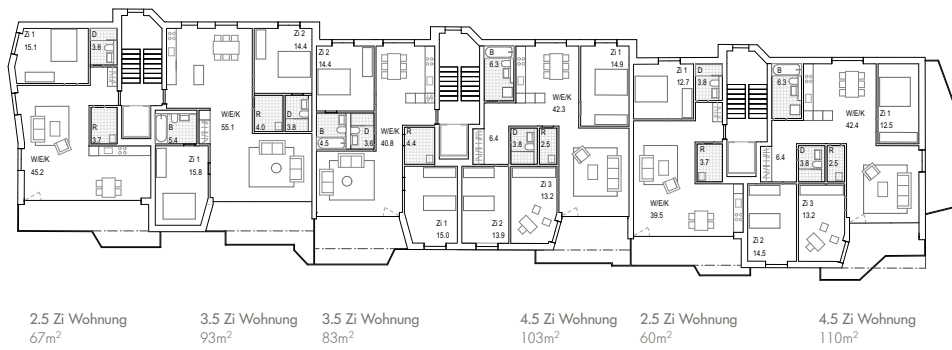 Zi 1
15.1
D
3.8
R
3.7
W/E/K
45.2
B
5.4
Zi 1
15.8
W/E/K
55.1
Zi 2
14.4
R
4.0
D
3.8
Zi 2
14.4
B
4.5
D
3.6
W/E/K
40.8
R
4.4
Zi 1
15.0
B
6.3
6.4
Zi 2
13.9
W/E/K
42.3
D
3.8
R
2.5
Zi 3
13.2
Zi 1
14.9
Zi 1
12.7
D
3.8
R
3.7
W/E/K
39.5
B
6.3
6.4
Zi 2
14.5
W/E/K
42.4
D
3.8
R
2.5
Zi 3
13.2
Zi 1
12.5
2.5 Zi Wohnung
67m²
3.5 Zi Wohnung
93m²
3.5 Zi Wohnung
83m²
4.5 Zi Wohnung
103m²
2.5 Zi Wohnung
60m²
4.5 Zi Wohnung
110m²